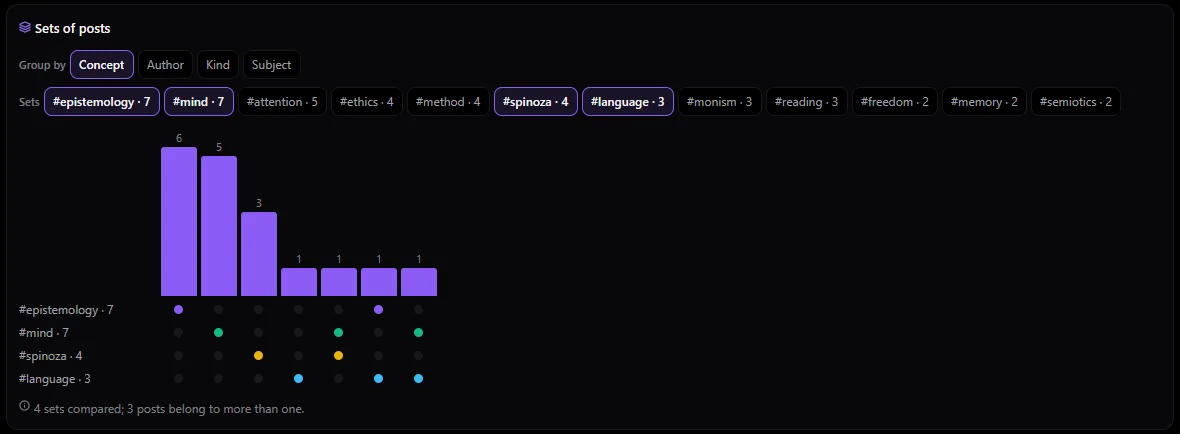 Sets of posts
Group by Concept Author Kind Subject
Sets #epistemology · 7 #mind · 7 #attention · 5 #ethics · 4 #method · 4 #spinoza · 4 #language · 3 #monism · 3 #reading · 3 #freedom · 2 #memory · 2 #semiotics · 2
6
5
3
1 1 1 1
#epistemology · 7
#mind · 7
#spinoza · 4
#language · 3
4 sets compared; 3 posts belong to more than one.